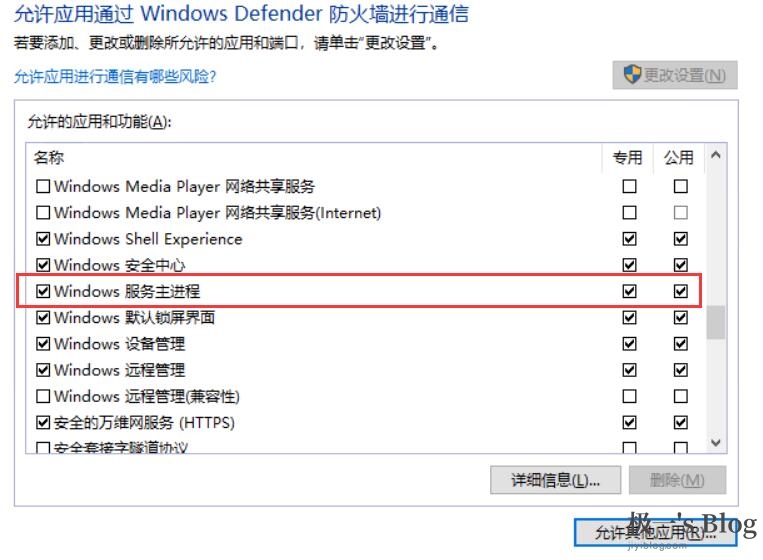 允许应用通过 Windows Defender 防火墙进行通信
若要添加、更改或删除所允许的应用和端口，请单击"更改设置"。
允许应用进行通信有哪些风险?
更改设置(N)
允许的应用和功能(A):
名称 专用 公用
Windows Media Player 网络共享服务
Windows Media Player 网络共享服务(Internet)
Windows Shell Experience
Windows 安全中心
Windows 服务主进程
Windows 默认锁屏界面
Windows 设备管理
Windows 远程管理
Windows 远程管理(兼容性)
安全的万维网服务 (HTTPS)
安全套接字隧道协议
详细信息(L)... 删除(M)
允许其他应用(R)...
极一's Blog
jiyiblog.com